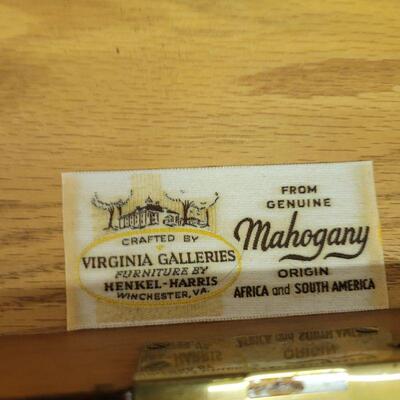 CRAFTED BY
VIRGINIA GALLERIES
FURNITURE BY
HENKEL-HARRIS
WINCHESTER, VA.
FROM
GENUINE
Mahogany
ORIGIN
AFRICA and SOUTH AMERICA